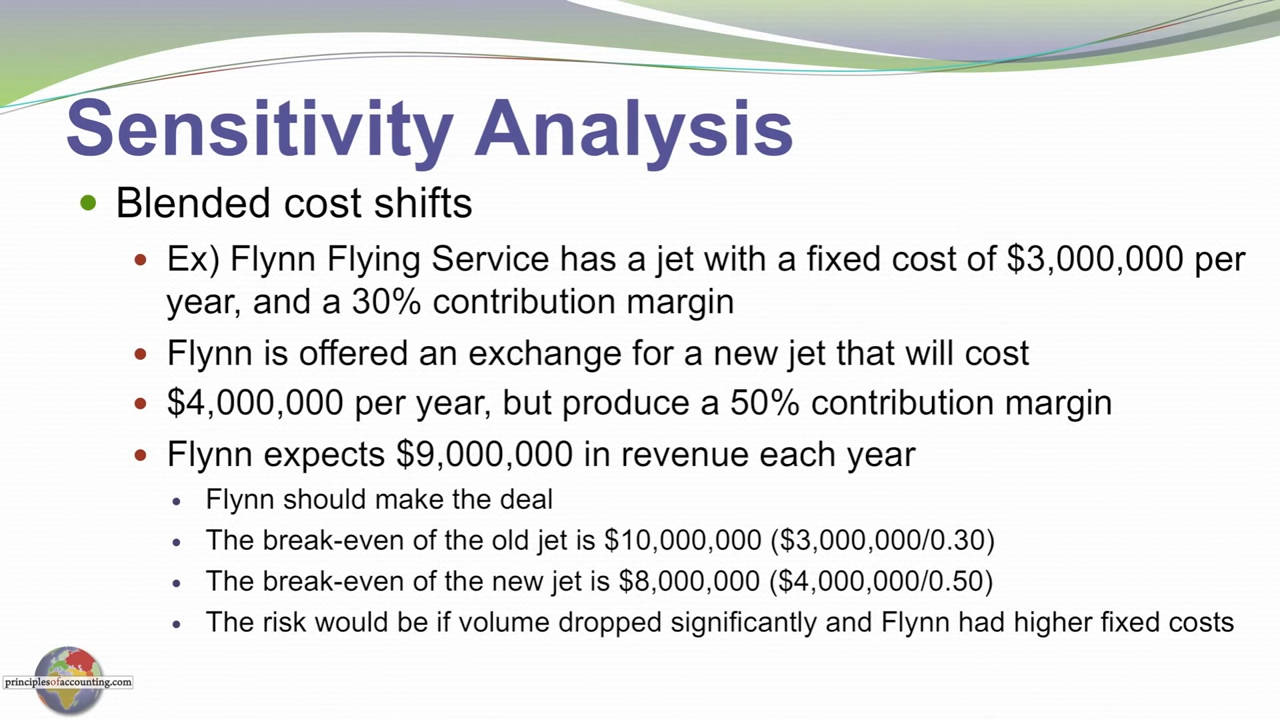 Sensitivity Analysis
• Blended cost shifts
• Ex) Flynn Flying Service has a jet with a fixed cost of $3,000,000 per
year, and a 30% contribution margin
• Flynn is offered an exchange for a new jet that will cost
• $4,000,000 per year, but produce a 50% contribution margin
• Flynn expects $9,000,000 in revenue each year
• Flynn should make the deal
• The break-even of the old jet is $10,000,000 ($3,000,000/0.30)
• The break-even of the new jet is $8,000,000 ($4,000,000/0.50)
• The risk would be if volume dropped significantly and Flynn had higher fixed costs
principlesofaccounting.com